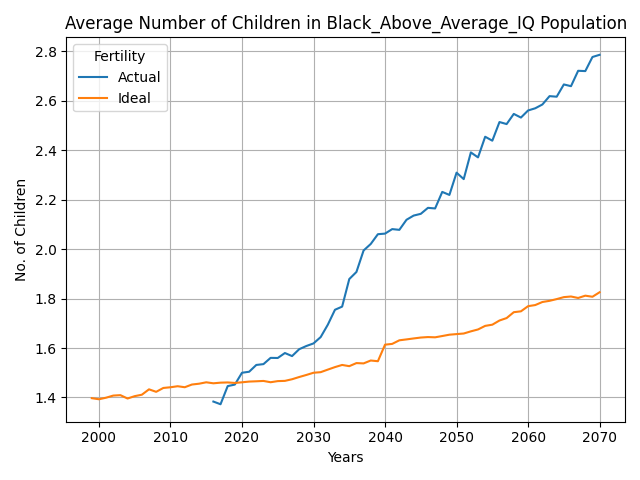 Average Number of Children in Black_Above_Average_IQ Population
Fertility
Actual
Ideal
No. of Children
2.8
2.6
2.4
2.2
2.0
1.8
1.6
1.4
2000 2010 2020 2030 2040 2050 2060 2070
Years